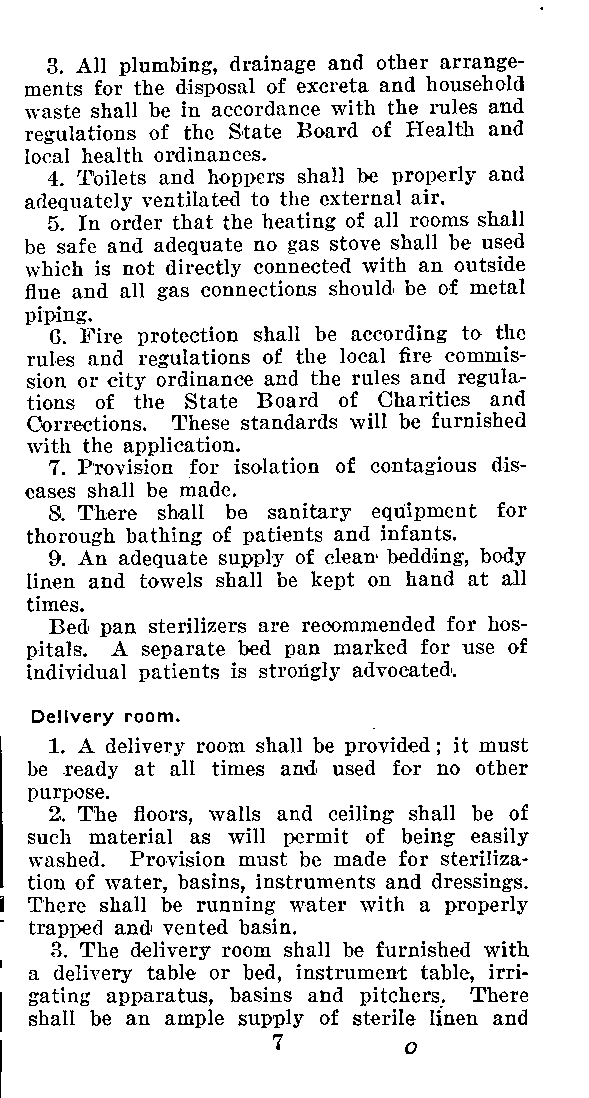 3. All plumbing, drainage and other arrange-
ments for the disposal of excreta and household
waste shall be in accordance with the rules and
regulations of the State Board of Health and
local health ordinances.
4. Toilets and hoppers shall be properly and
adequately ventilated to the external air.
5. In order that the heating of all rooms shall
be safe and adequate no gas stove shall be used
which is not directly connected with an outside
flue and all gas connections should be of metal
piping.
6. Fire protection shall be according to the
rules and regulations of the local fire commis-
sion or city ordinance and the rules and regula-
tions of the State Board of Charities and
Corrections. These standards will be furnished
with the application.
7. Provision for isolation of contagious dis-
eases shall be made.
8. There shall be sanitary equipment for
thorough bathing of patients and infants.
9. An adequate supply of clean bedding, body
linen and towels shall be kept on hand at all
times.
Bed pan sterilizers are recommended for hos-
pitals. A separate bed pan marked for use of
individual patients is strongly advocated.
Delivery room.
1. A delivery room shall be provided; it must
be ready at all times and used for no other
purpose.
2. The floors, walls and ceiling shall be of
such material as will permit of being easily
washed. Provision must be made for steriliza-
tion of water, basins, instruments and dressings.
There shall be running water with a properly
trapped and vented basin.
3. The delivery room shall be furnished with
a delivery table or bed, instrument table, irri-
gating apparatus, basins and pitchers. There
shall be an ample supply of sterile linen and
7 O